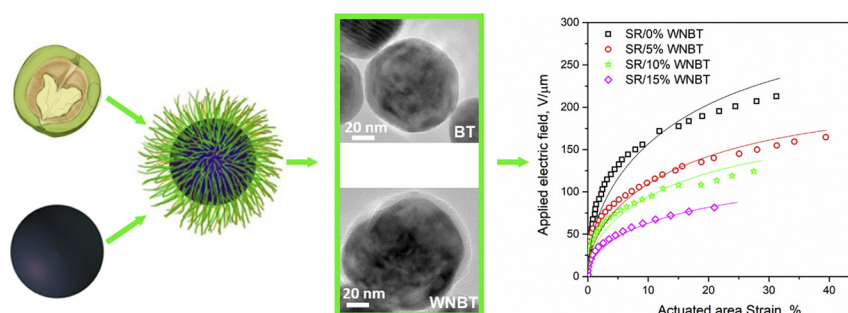 20 nm
BT
20 nm
WNBT
Applied electric field, V/μm
300
250
200
150
100
50
0
SR/0% WNBT
SR/5% WNBT
SR/10% WNBT
SR/15% WNBT
0
10
20
30
40
Actuated area Strain, %